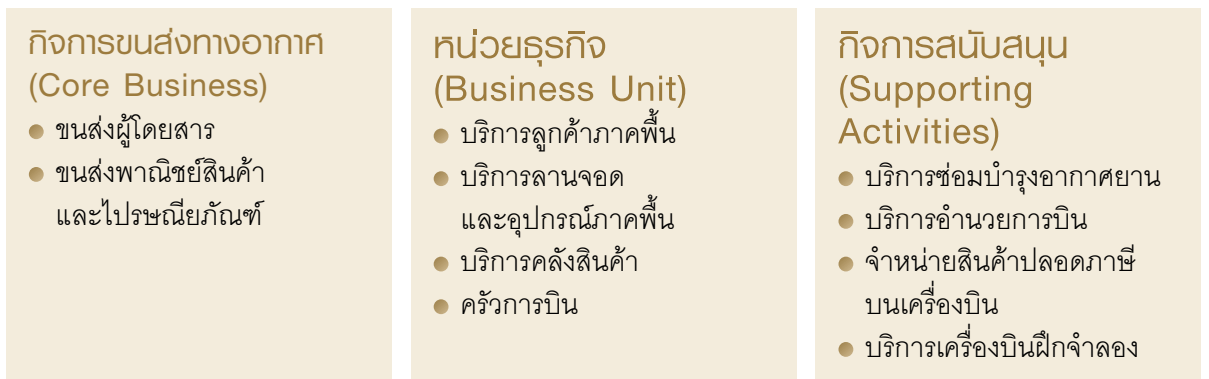 กิจการขนส่งทางอากาศ
(Core Business)
ขนส่งผู้โดยสาร
ขนส่งพาณิชย์สินค้า
และไปรษณียภัณฑ์
หน่วยธุรกิจ
(Business Unit)
บริการลูกค้าภาคพื้น
บริการลานจอด
และอุปกรณ์ภาคพื้น
บริการคลังสินค้า
ครัวการบิน
กิจการสนับสนุน
(Supporting
Activities)
บริการซ่อมบำรุงอากาศยาน
บริการอำนวยการบิน
จำหน่ายสินค้าปลอดภาษี
บนเครื่องบิน
บริการเครื่องบินฝึกจำลอง